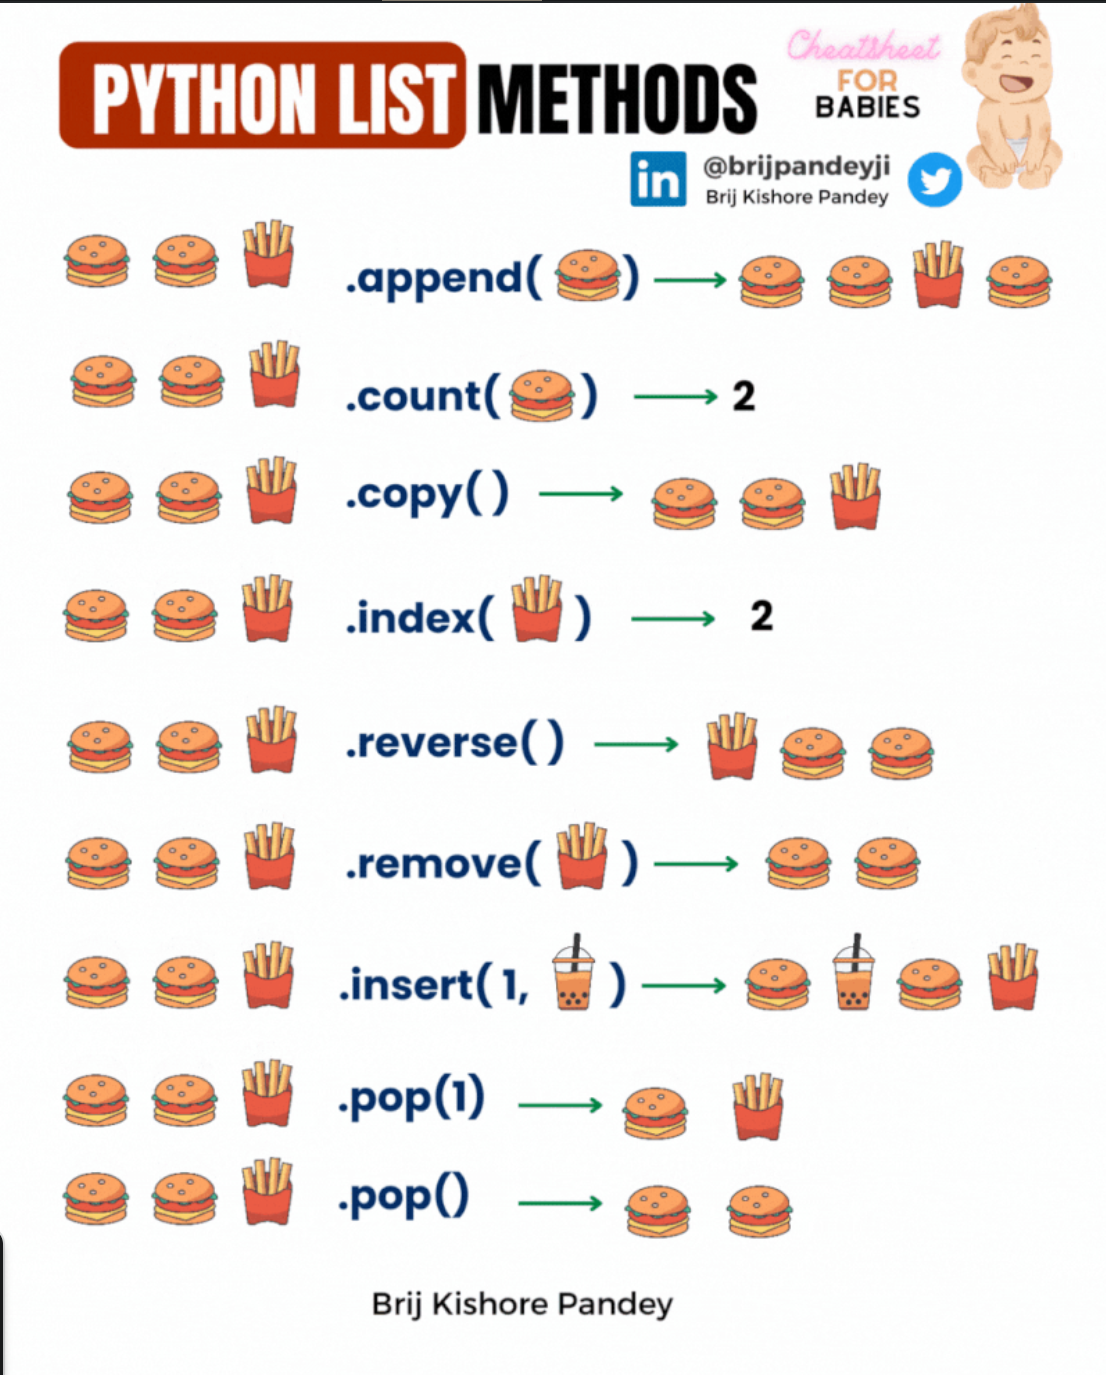 PYTHON LIST METHODS
Cheatsheet
FOR
BABIES
in @brijpandeyji
Brij Kishore Pandey
.append( )
.count( ) 2
.copy( )
.index( ) 2
.reverse( )
.remove( )
.insert( 1, )
.pop(1)
.pop()
Brij Kishore Pandey